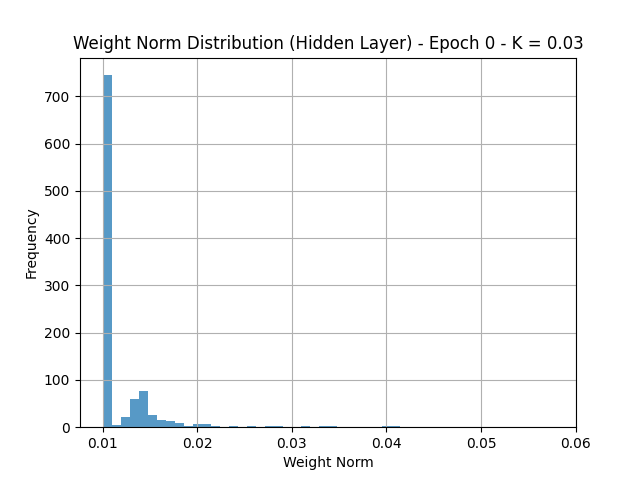 Weight Norm Distribution (Hidden Layer) - Epoch 0 - K = 0.03
700
600
500
400
300
200
100
0
Frequency
0.01 0.02 0.03 0.04 0.05 0.06
Weight Norm